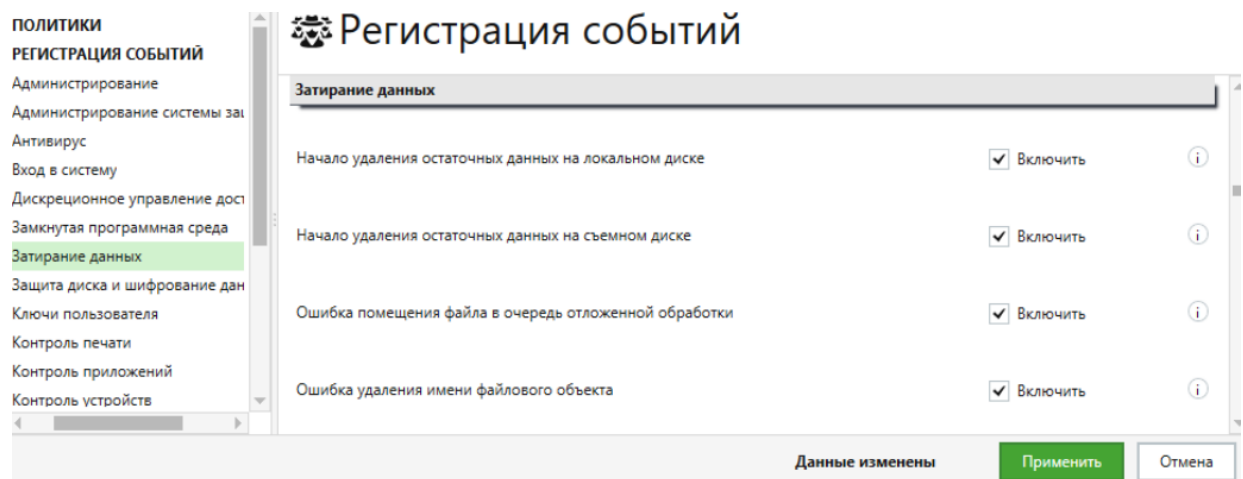 ПОЛИТИКИ
РЕГИСТРАЦИЯ СОБЫТИЙ
Администрирование
Администрирование системы за
Антивирус
Вход в систему
Дискреционное управление дост
Замкнутая программная среда
Затирание данных
Защита диска и шифрование дан
Ключи пользователя
Контроль печати
Контроль приложений
Контроль устройств
Регистрация событий
Затирание данных
Начало удаления остаточных данных на локальном диске
Включить
Начало удаления остаточных данных на съемном диске
Включить
Ошибка помещения файла в очередь отложенной обработки
Включить
Ошибка удаления имени файлового объекта
Включить
Данные изменены
Применить
Отмена